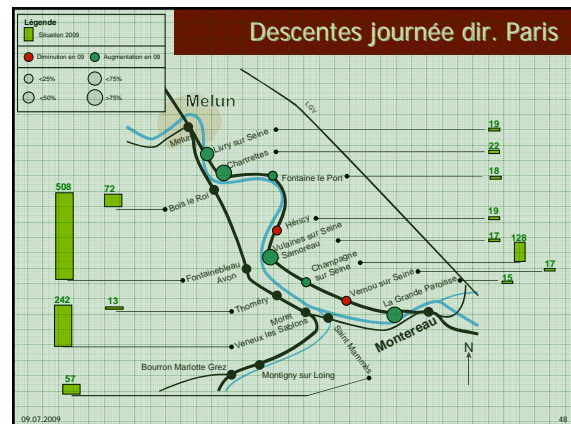 Descentes journée dir. Paris
Légende
Situation 2009
Diminution en 09
Augmentation en 09
<25%
<75%
<50%
>75%
Melun
LGV
Melun
Livry sur Seine
19
Chartrettes
22
Fontaine le Port
18
508
72
Bois le Roi
Héricy
19
Vulaines sur Seine
Samoreau
17
128
Champagne
sur Seine
17
Fontainebleau
Avon
Vernou sur Seine
15
La Grande Paroisse
242
13
Thoméry
Moret
Veneux les Sablons
Saint Mammès
Montereau
N
Bourron Marlotte Grez
Montigny sur Loing
57
09.07.2009
48